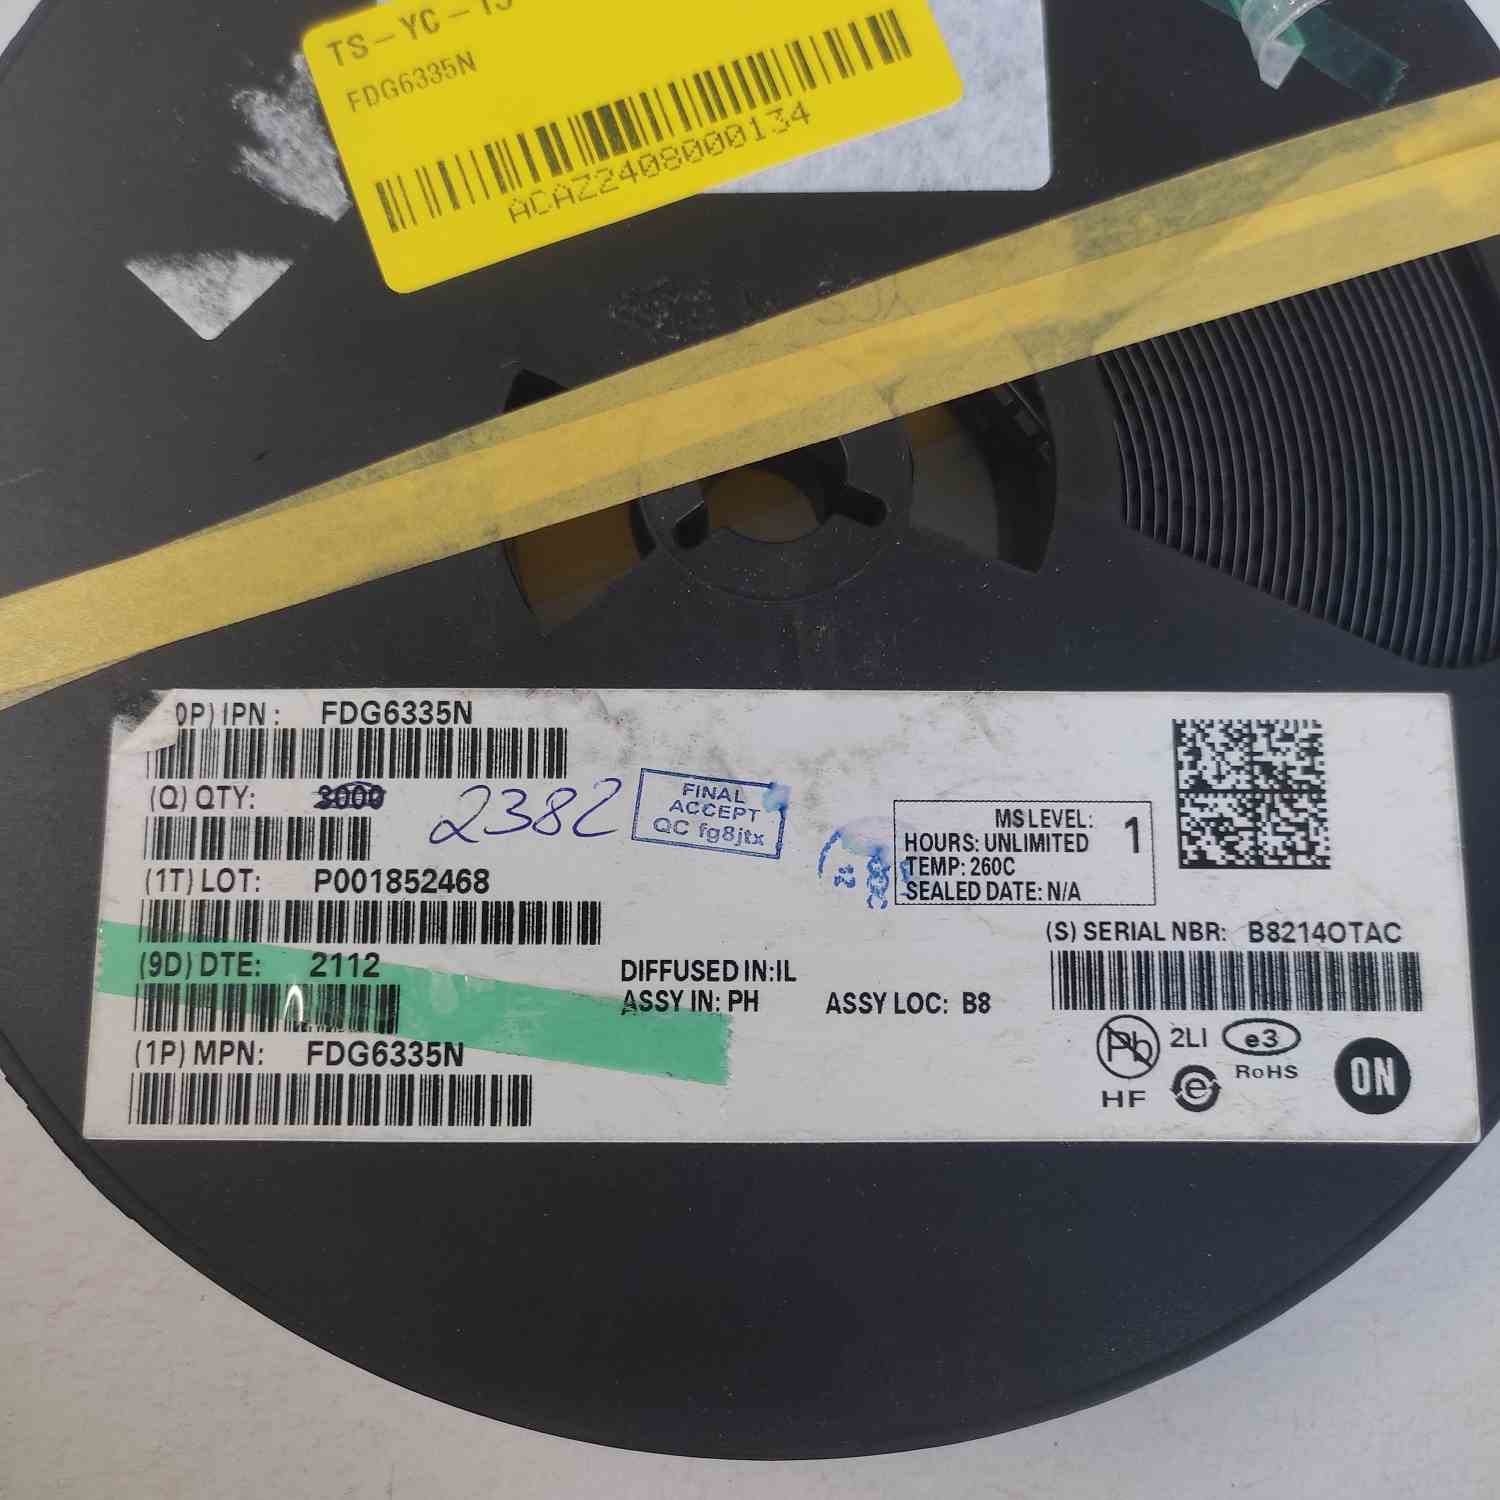 TS-YC-
FDG6335N
ACAZ2408000134
0P) IPN: FDG6335N
(Q) QTY: 3000 2382
FINAL
ACCEPT
QC fg8jtx
MS LEVEL: 1
HOURS: UNLIMITED
TEMP: 260C
SEALED DATE: N/A
(1T) LOT: P001852468
(S) SERIAL NBR: B8214OTAC
(9D) DTE: 2112
DIFFUSED IN:IL
ASSY IN: PH ASSY LOC: B8
(1P) MPN: FDG6335N
Pb 2LI e3
RoHS
HF e
ON